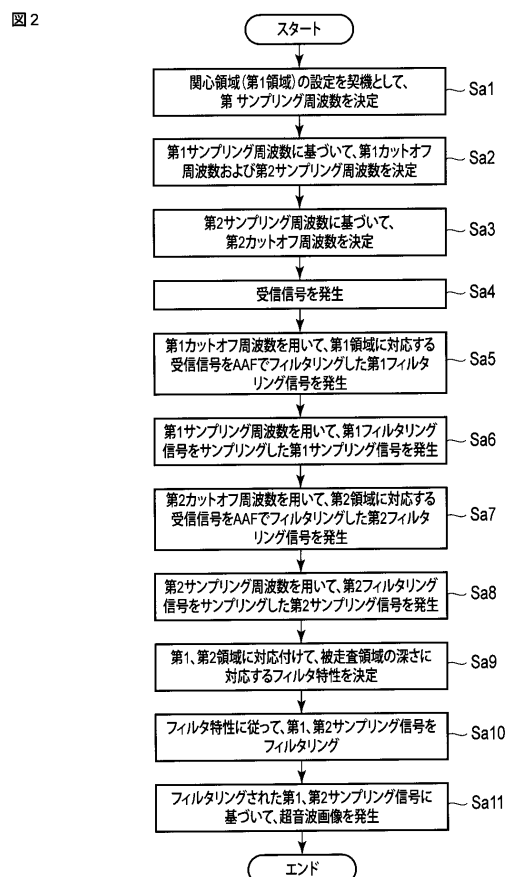 図2
スタート
関心領域(第1領域)の設定を契機として、
第 サンプリング周波数を決定
Sa1
第1サンプリング周波数に基づいて、第1カットオフ
周波数および第2サンプリング周波数を決定
Sa2
第2サンプリング周波数に基づいて、
第2カットオフ周波数を決定
Sa3
受信信号を発生
Sa4
第1カットオフ周波数を用いて、第1領域に対応する
受信信号をAAFでフィルタリングした第1フィルタ
リング信号を発生
Sa5
第1サンプリング周波数を用いて、第1フィルタリング
信号をサンプリングした第1サンプリング信号を発生
Sa6
第2カットオフ周波数を用いて、第2領域に対応する
受信信号をAAFでフィルタリングした第2フィルタ
リング信号を発生
Sa7
第2サンプリング周波数を用いて、第2フィルタリング
信号をサンプリングした第2サンプリング信号を発生
Sa8
第1、第2領域に対応付けて、被走査領域の深さに
対応するフィルタ特性を決定
Sa9
フィルタ特性に従って、第1、第2サンプリング信号を
フィルタリング
Sa10
フィルタリングされた第1、第2サンプリング信号に
基づいて、超音波画像を発生
Sa11
エンド